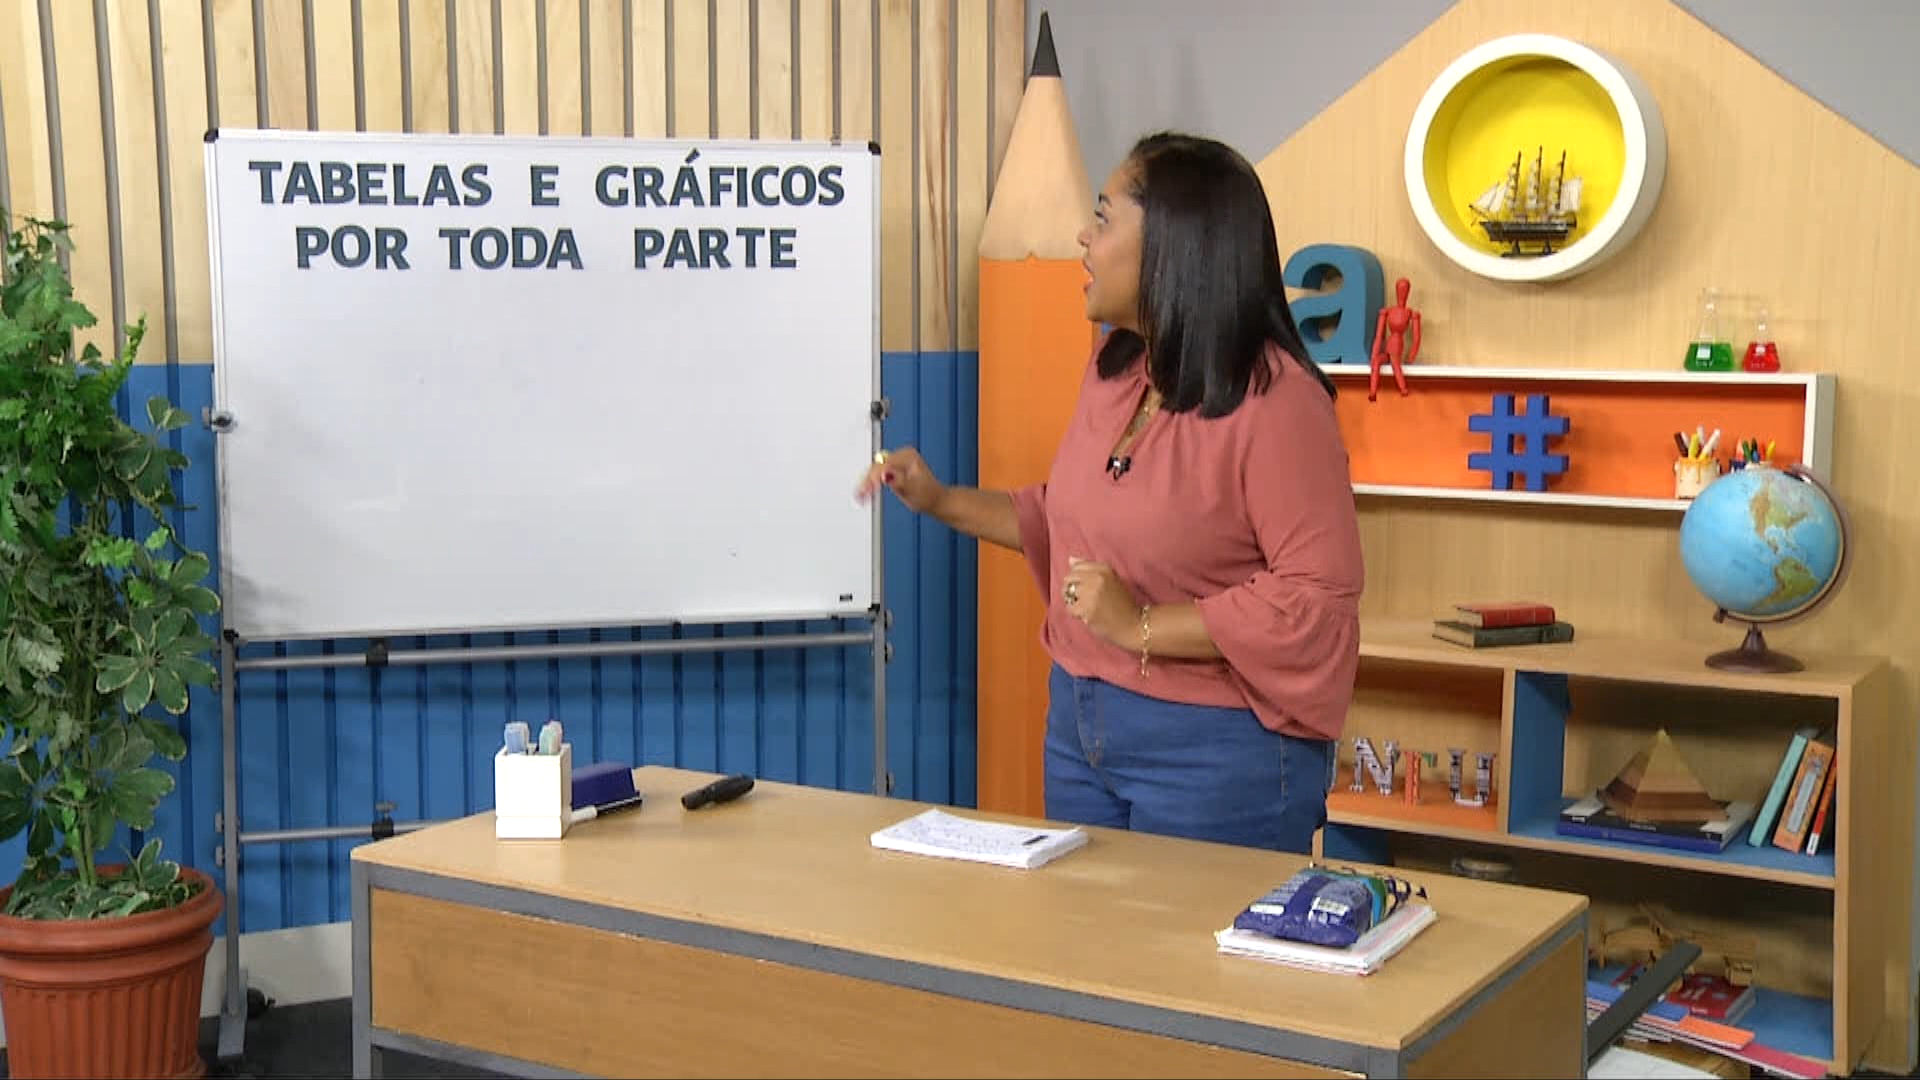 TABELAS E GRÁFICOS
POR TODA PARTE
a
#